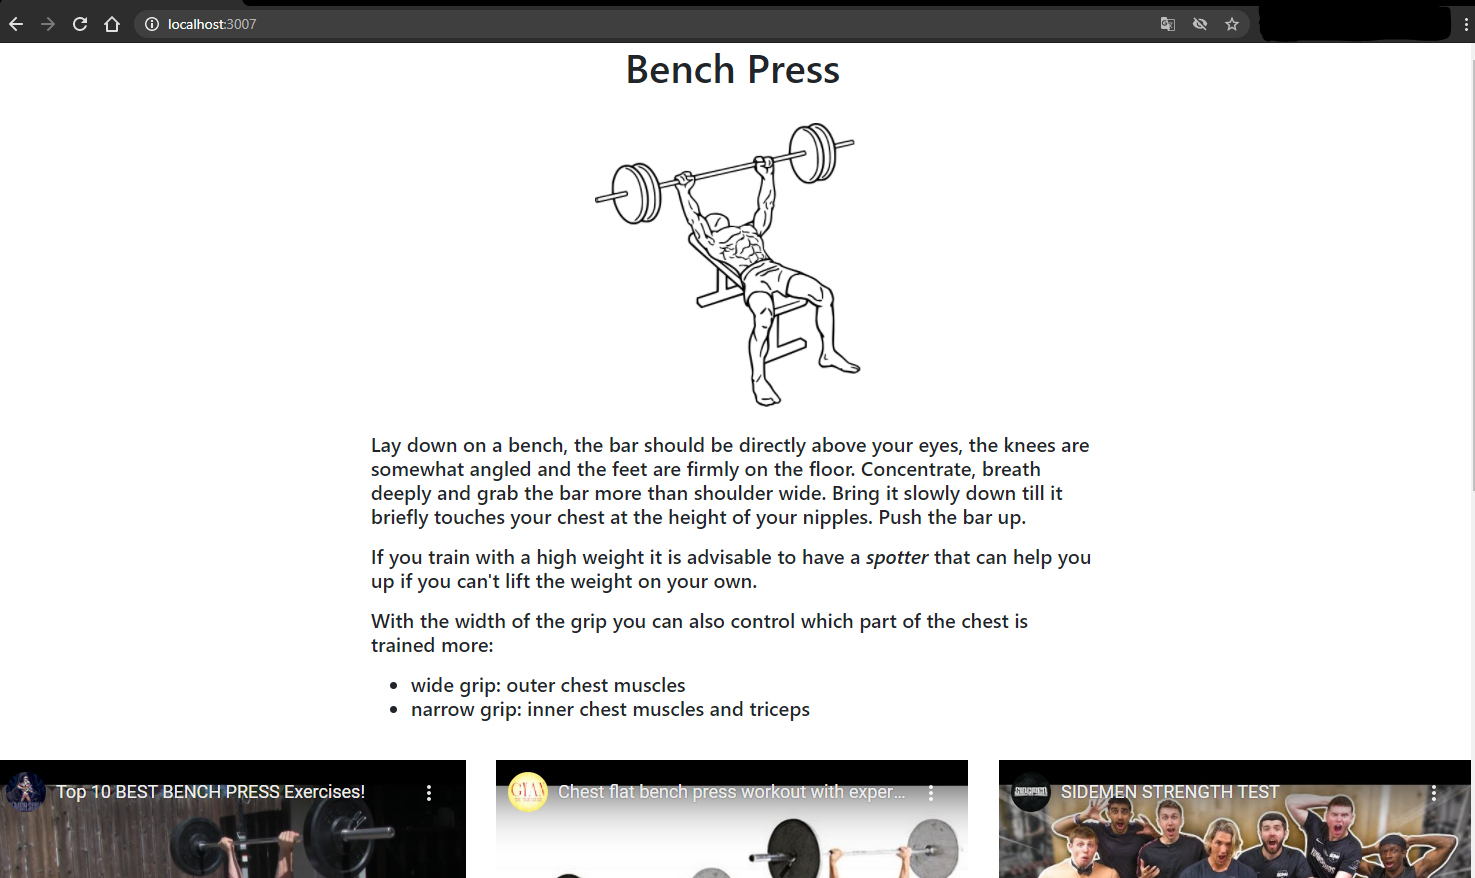 localhost:3007
Bench Press
Lay down on a bench, the bar should be directly above your eyes, the knees are
somewhat angled and the feet are firmly on the floor. Concentrate, breath
deeply and grab the bar more than shoulder wide. Bring it slowly down till it
briefly touches your chest at the height of your nipples. Push the bar up.
If you train with a high weight it is advisable to have a spotter that can help you
up if you can't lift the weight on your own.
With the width of the grip you can also control which part of the chest is
trained more:
• wide grip: outer chest muscles
• narrow grip: inner chest muscles and triceps
Top 10 BEST BENCH PRESS Exercises!
Chest flat bench press workout with exper...
SIDEMEN STRENGTH TEST